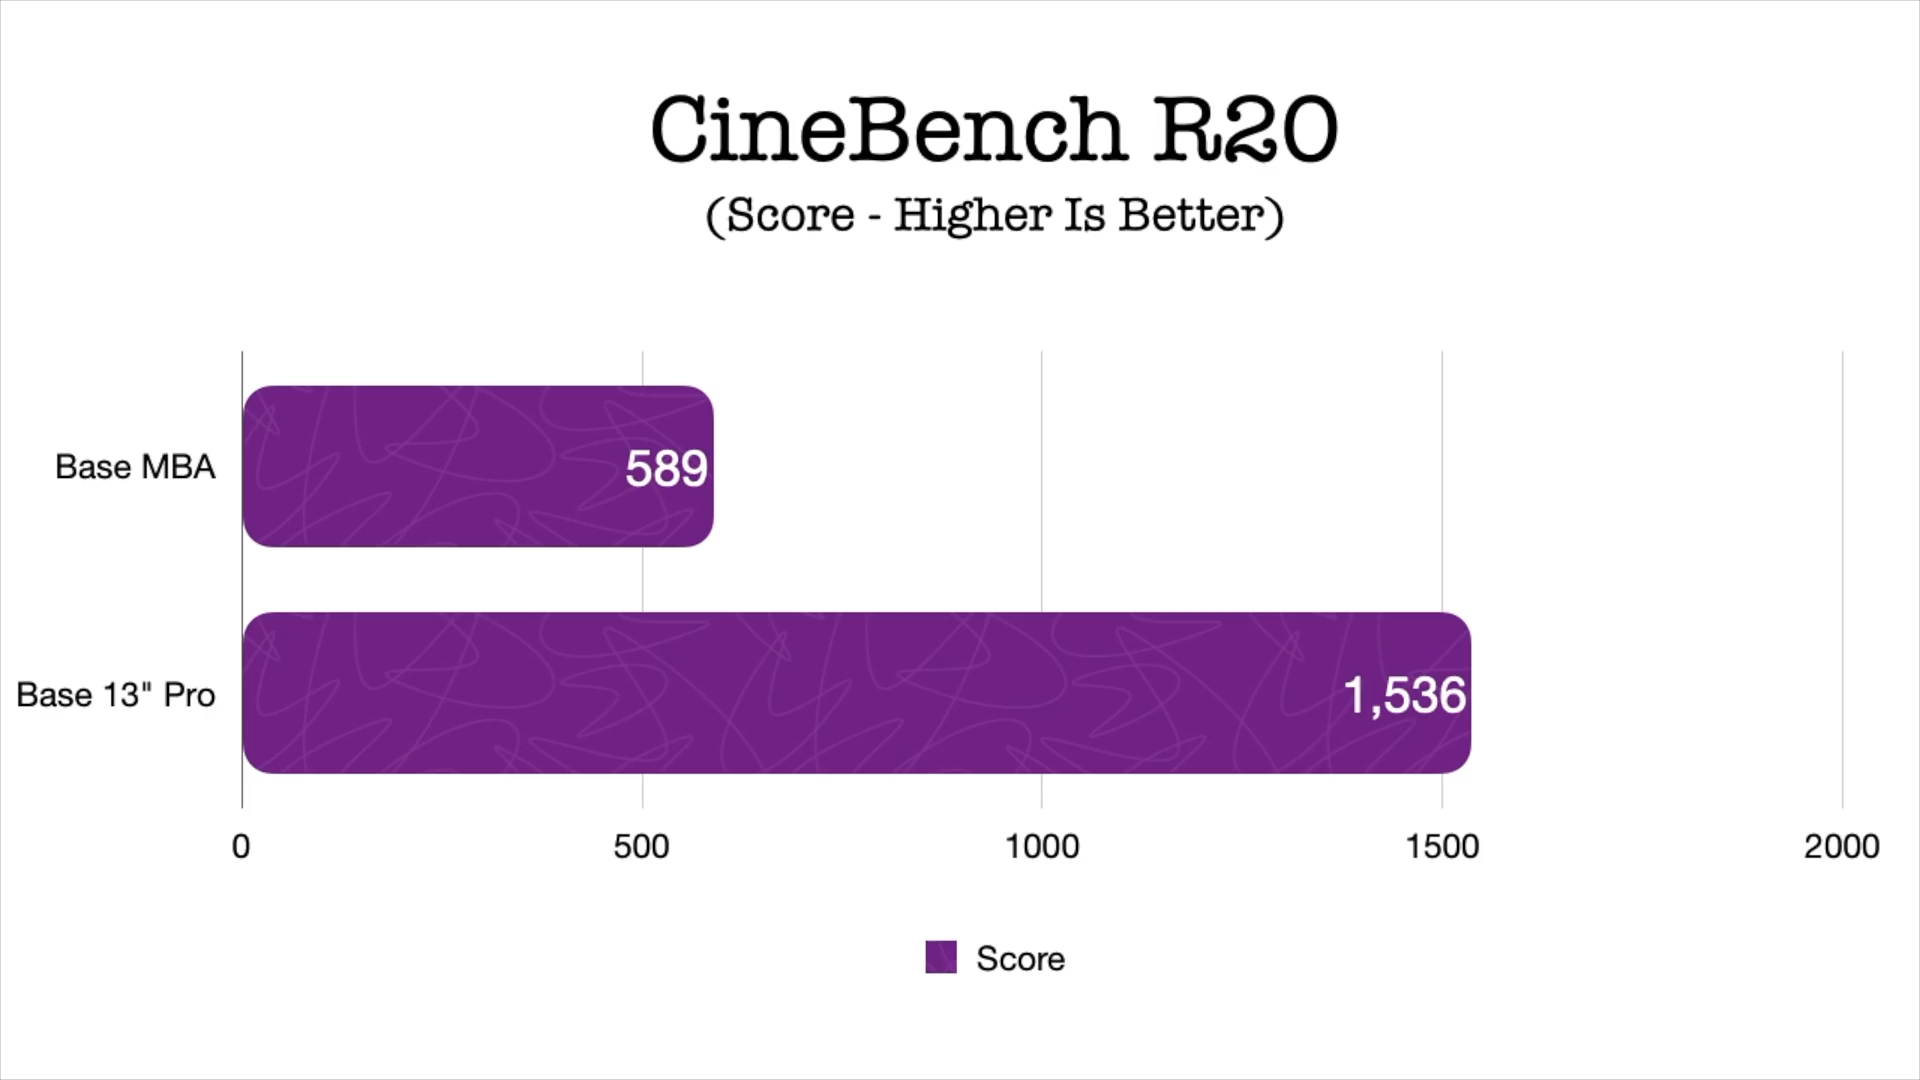 CineBench R20
(Score - Higher Is Better)
Base MBA
589
Base 13" Pro
1,536
0 500 1000 1500 2000
Score